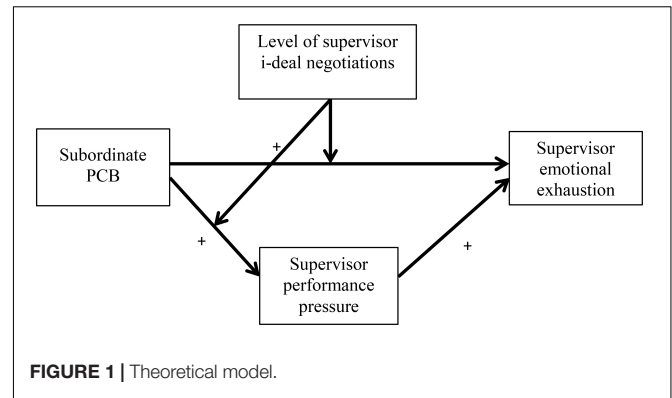 Level of supervisor
i-deal negotiations
+
Subordinate
PCB
Supervisor
emotional
exhaustion
+
+
Supervisor
performance
pressure
FIGURE 1 | Theoretical model.